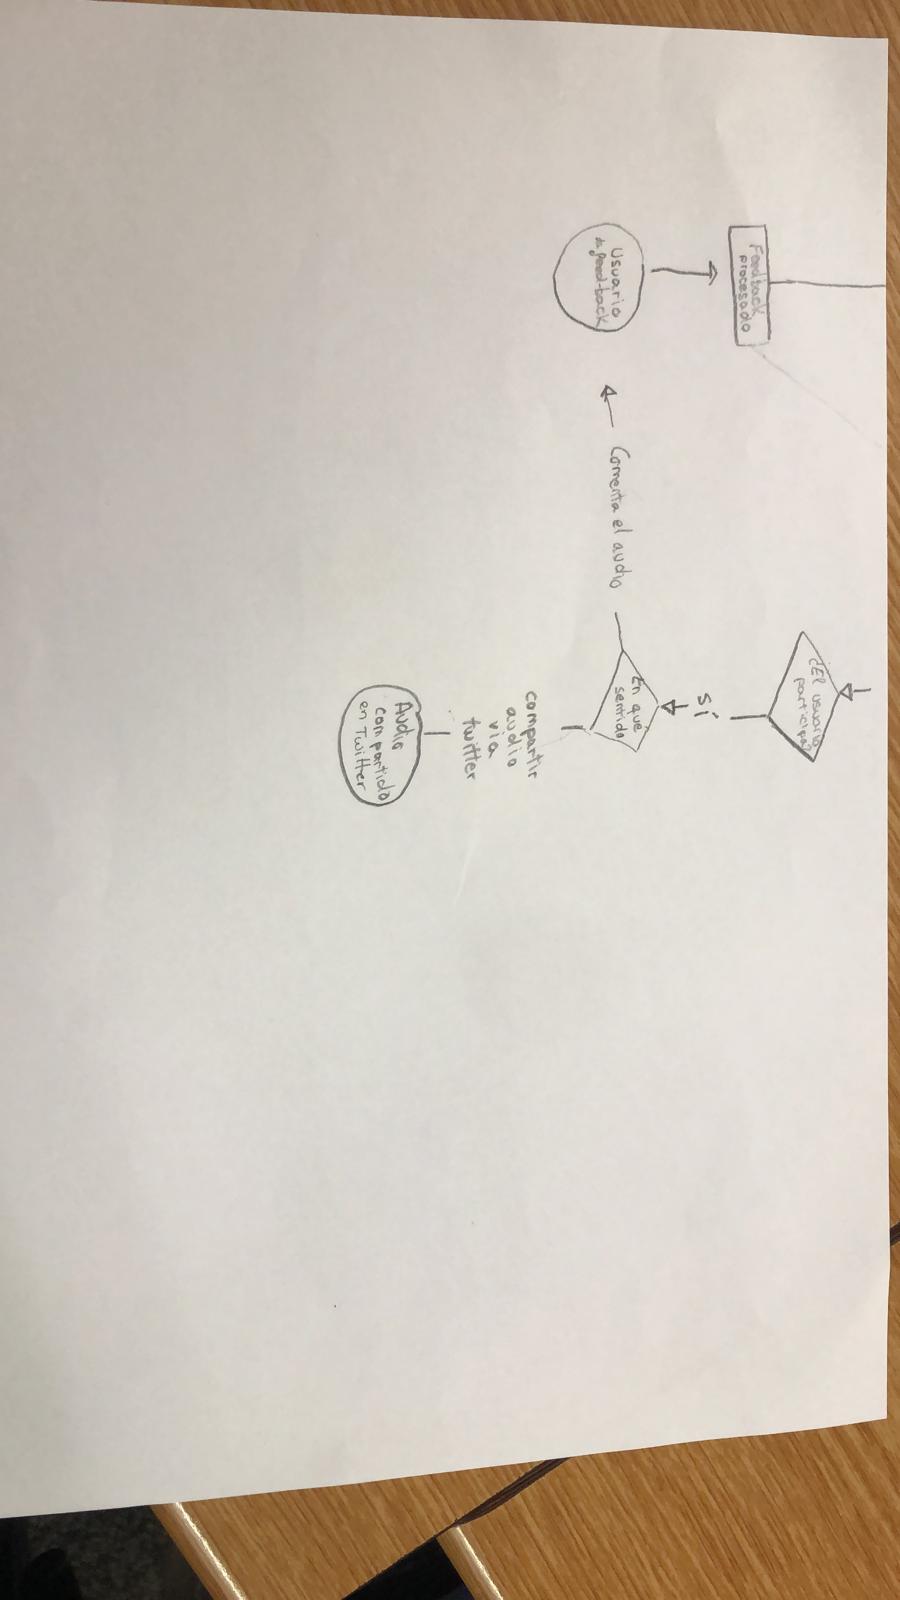 ¿El usuario
participa?
Sí
En qué
sentido
Comenta el audio
Usuario
da feed-back
Feedback
procesado
compartir
audio
vía
twitter
Audio
compartido
en Twitter